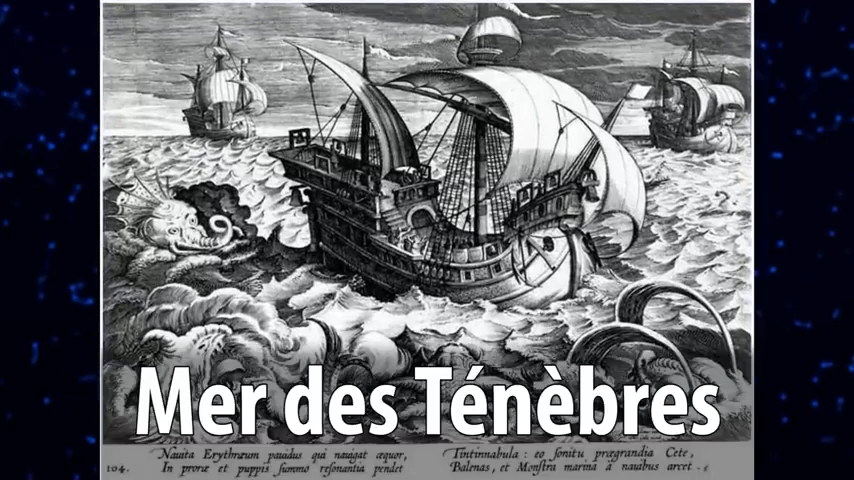 Mer des Ténèbres
Nauita Erythræum pauidus qui nauigat æquor,
In proræ et puppis summo resonantia pendet
Tintinnabula: eo sonitu prægrandia Cete,
Balenas, et Monstra marina á nauibus arcet.
104.